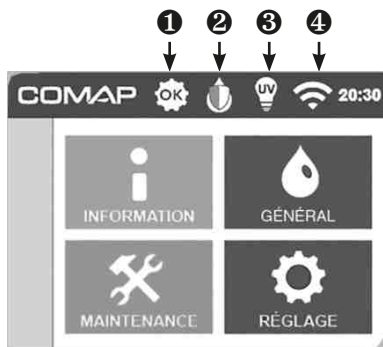 ❶ ❷ ❸ ❹
COMAP OK UV 20:30
INFORMATION GÉNÉRAL
MAINTENANCE RÉGLAGE